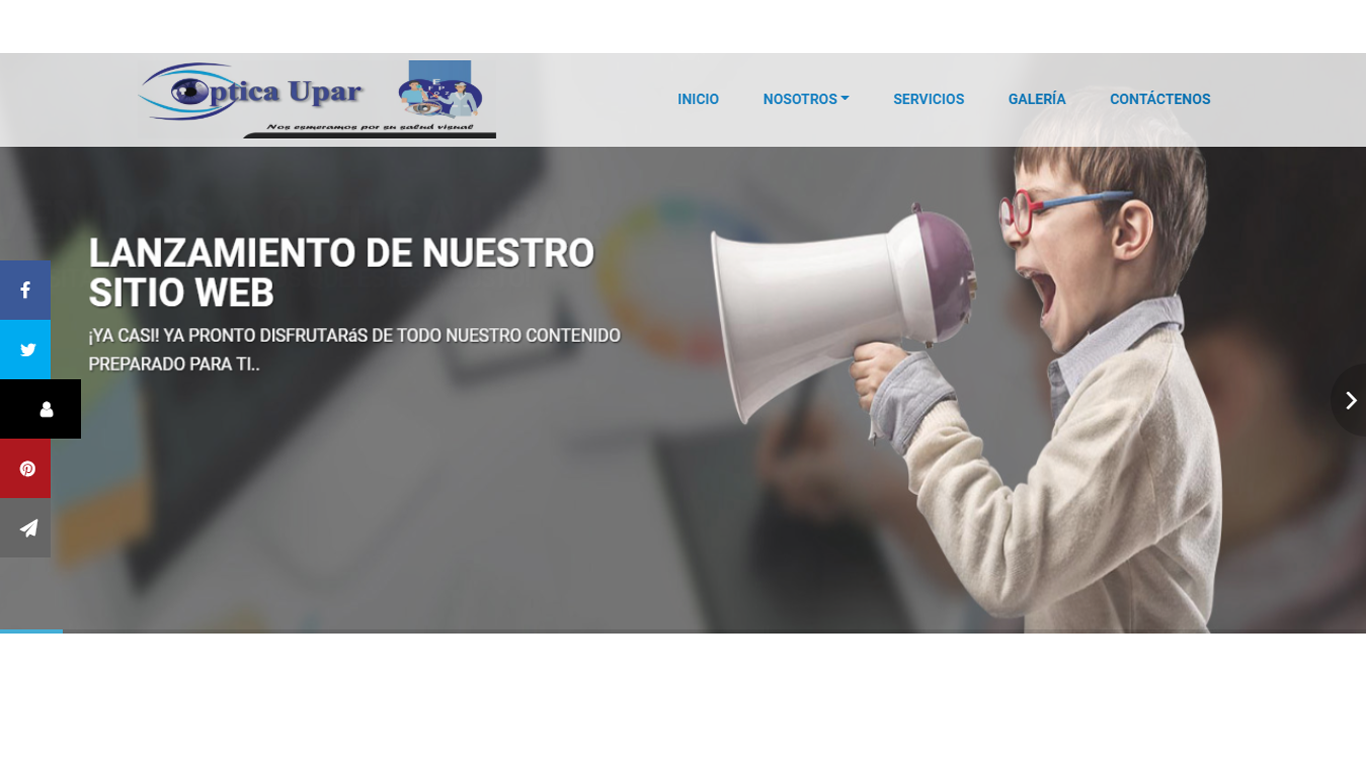 Optica Upar
Nos esmeramos por su salud visual
INICIO
NOSOTROS
SERVICIOS
GALERÍA
CONTÁCTENOS
LANZAMIENTO DE NUESTRO
SITIO WEB
¡YA CASI! YA PRONTO DISFRUTARáS DE TODO NUESTRO CONTENIDO
PREPARADO PARA TI..